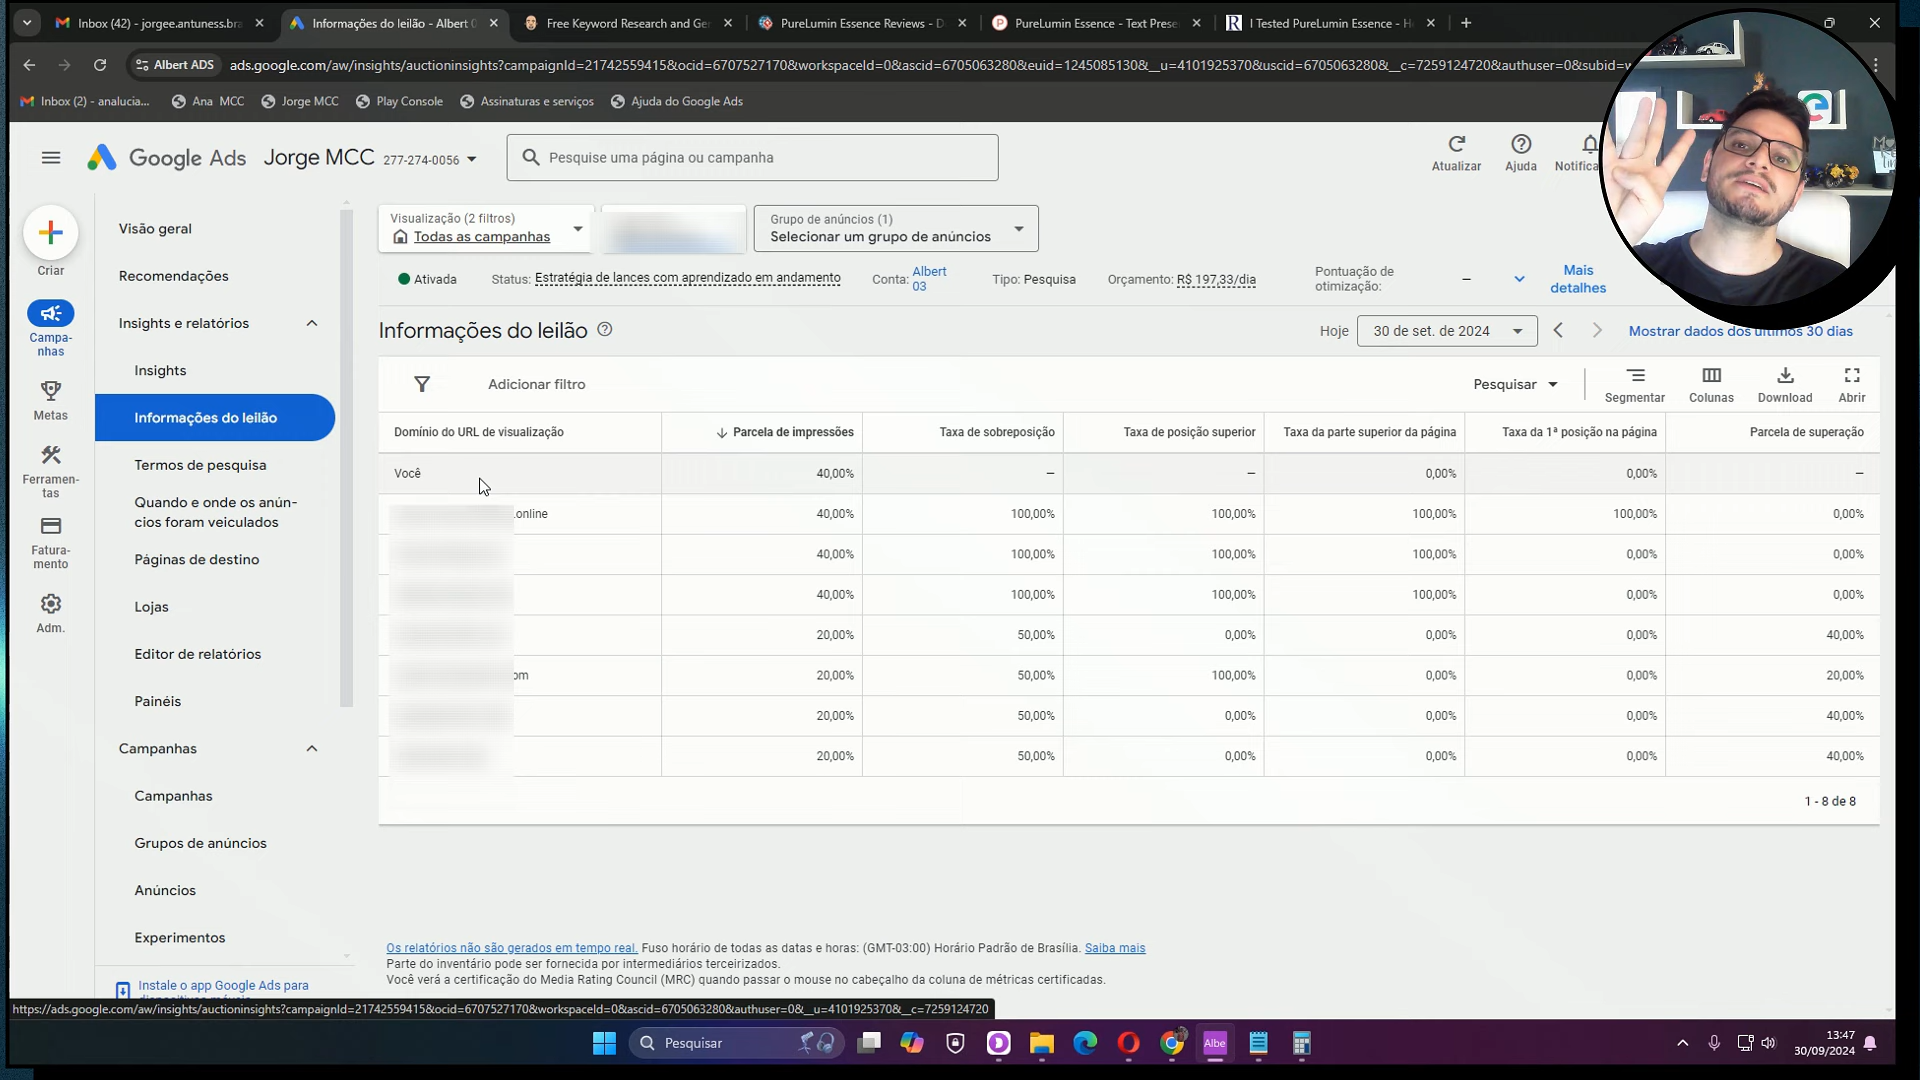 Inbox (42) - jorgee.antuness.bra
Informações do leilão - Albert 0
Free Keyword Research and Ger
PureLumin Essence Reviews - D
PureLumin Essence - Text Prese
I Tested PureLumin Essence - H
Albert ADS
ads.google.com/aw/insights/auctioninsights?campaignId=21742559415&ocid=6707527170&workspaceId=0&ascid=6705063280&euid=1245085130&__u=4101925370&uscid=6705063280&__c=7259124720&authuser=0&subid=w
Inbox (2) - analucia...
Ana MCC
Jorge MCC
Play Console
Assinaturas e serviços
Ajuda do Google Ads
Google Ads
Jorge MCC 277-274-0056
Pesquise uma página ou campanha
Atualizar
Ajuda
Notifica
Criar
Campa-
nhas
Metas
Ferramen-
tas
Fatura-
mento
Adm.
Visão geral
Recomendações
Insights e relatórios
Insights
Informações do leilão
Termos de pesquisa
Quando e onde os anún-
cios foram veiculados
Páginas de destino
Lojas
Editor de relatórios
Painéis
Campanhas
Campanhas
Grupos de anúncios
Anúncios
Experimentos
Instale o app Google Ads para
Visualização (2 filtros)
Todas as campanhas
Grupo de anúncios (1)
Selecionar um grupo de anúncios
Ativada
Status: Estratégia de lances com aprendizado em andamento
Conta: Albert
03
Tipo: Pesquisa
Orçamento: R$ 197,33/dia
Pontuação de
otimização:
–
Mais
detalhes
Informações do leilão
Hoje
30 de set. de 2024
Mostrar dados dos últimos 30 dias
Adicionar filtro
Pesquisar
Segmentar
Colunas
Download
Abrir
Domínio do URL de visualização Parcela de impressões Taxa de sobreposição Taxa de posição superior Taxa da parte superior da página Taxa da 1ª posição na página Parcela de superação
Você 40,00% – – 0,00% 0,00% –
.online 40,00% 100,00% 100,00% 100,00% 100,00% 0,00%
40,00% 100,00% 100,00% 100,00% 0,00% 0,00%
40,00% 100,00% 100,00% 100,00% 0,00% 0,00%
20,00% 50,00% 0,00% 0,00% 0,00% 40,00%
om 20,00% 50,00% 100,00% 0,00% 0,00% 20,00%
20,00% 50,00% 0,00% 0,00% 0,00% 40,00%
20,00% 50,00% 0,00% 0,00% 0,00% 40,00%
1 - 8 de 8
Os relatórios não são gerados em tempo real. Fuso horário de todas as datas e horas: (GMT-03:00) Horário Padrão de Brasília. Saiba mais
Parte do inventário pode ser fornecida por intermediários terceirizados.
Você verá a certificação do Media Rating Council (MRC) quando passar o mouse no cabeçalho da coluna de métricas certificadas.
https://ads.google.com/aw/insights/auctioninsights?campaignId=21742559415&ocid=6707527170&workspaceId=0&ascid=6705063280&authuser=0&__u=4101925370&__c=7259124720
Pesquisar
Albe
13:47
30/09/2024